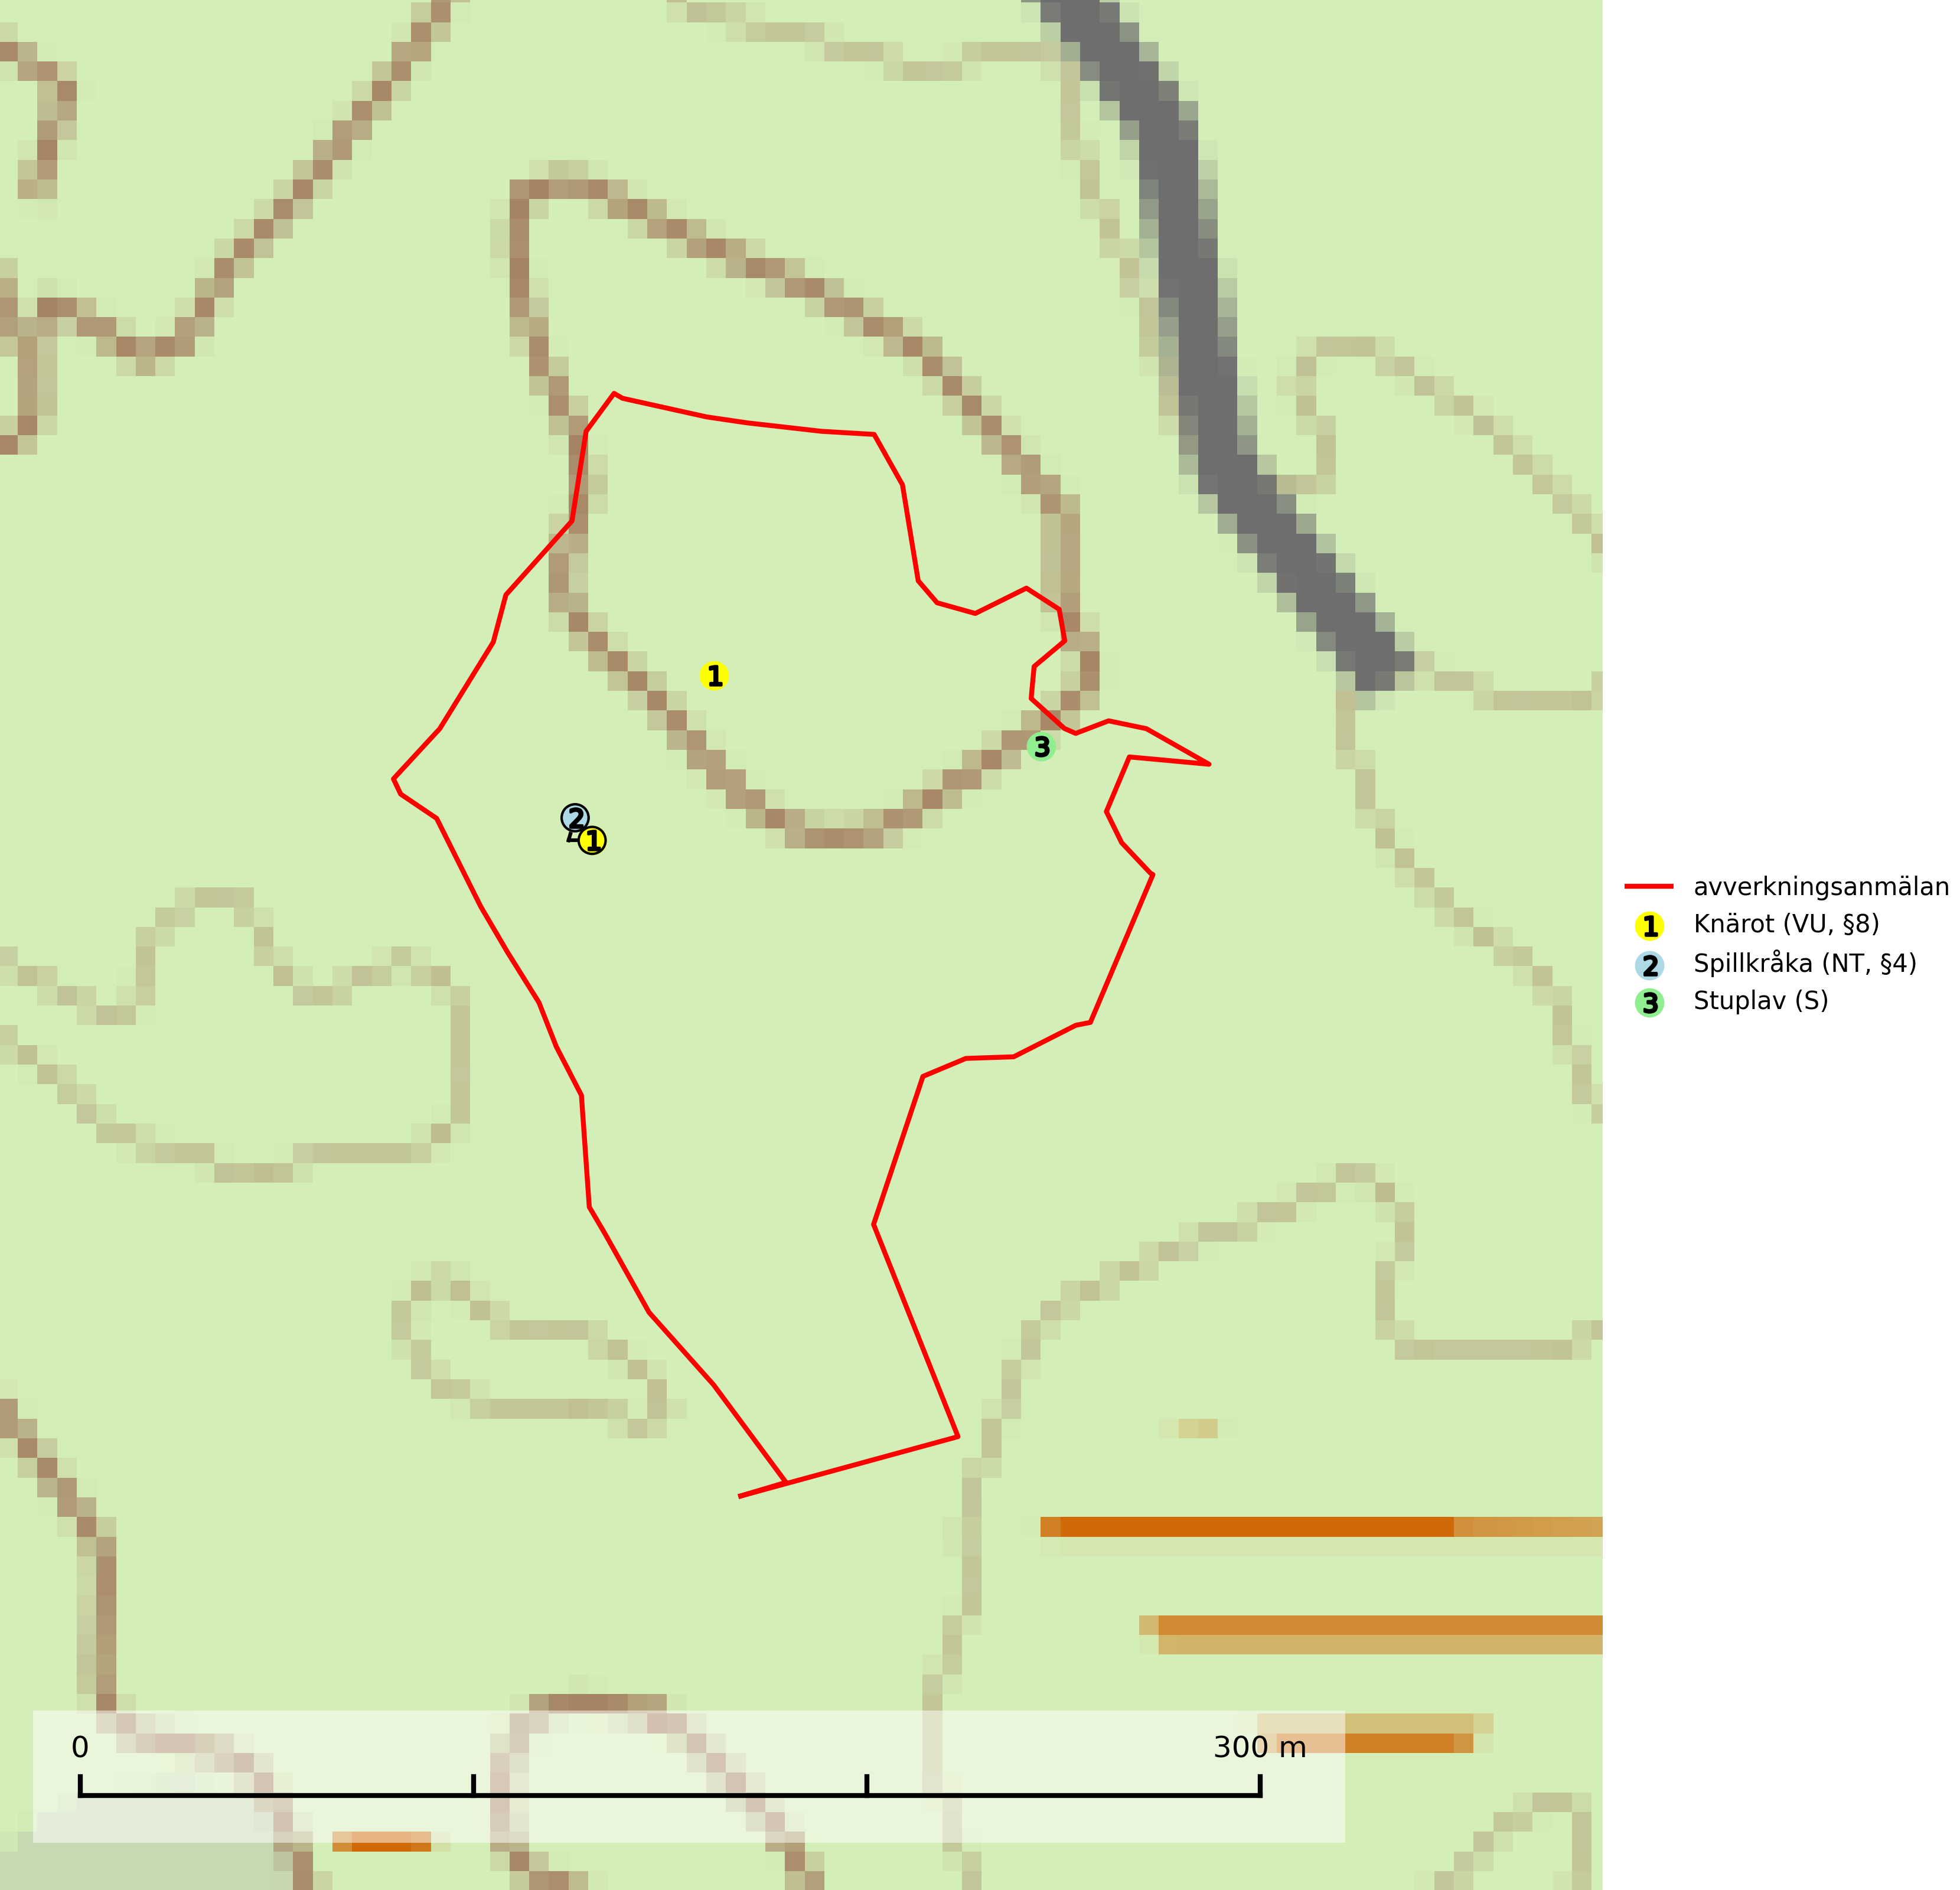 1
3
2
1
avverkningsanmälan
1 Knärot (VU, §8)
2 Spillkråka (NT, §4)
3 Stuplav (S)
0 300 m